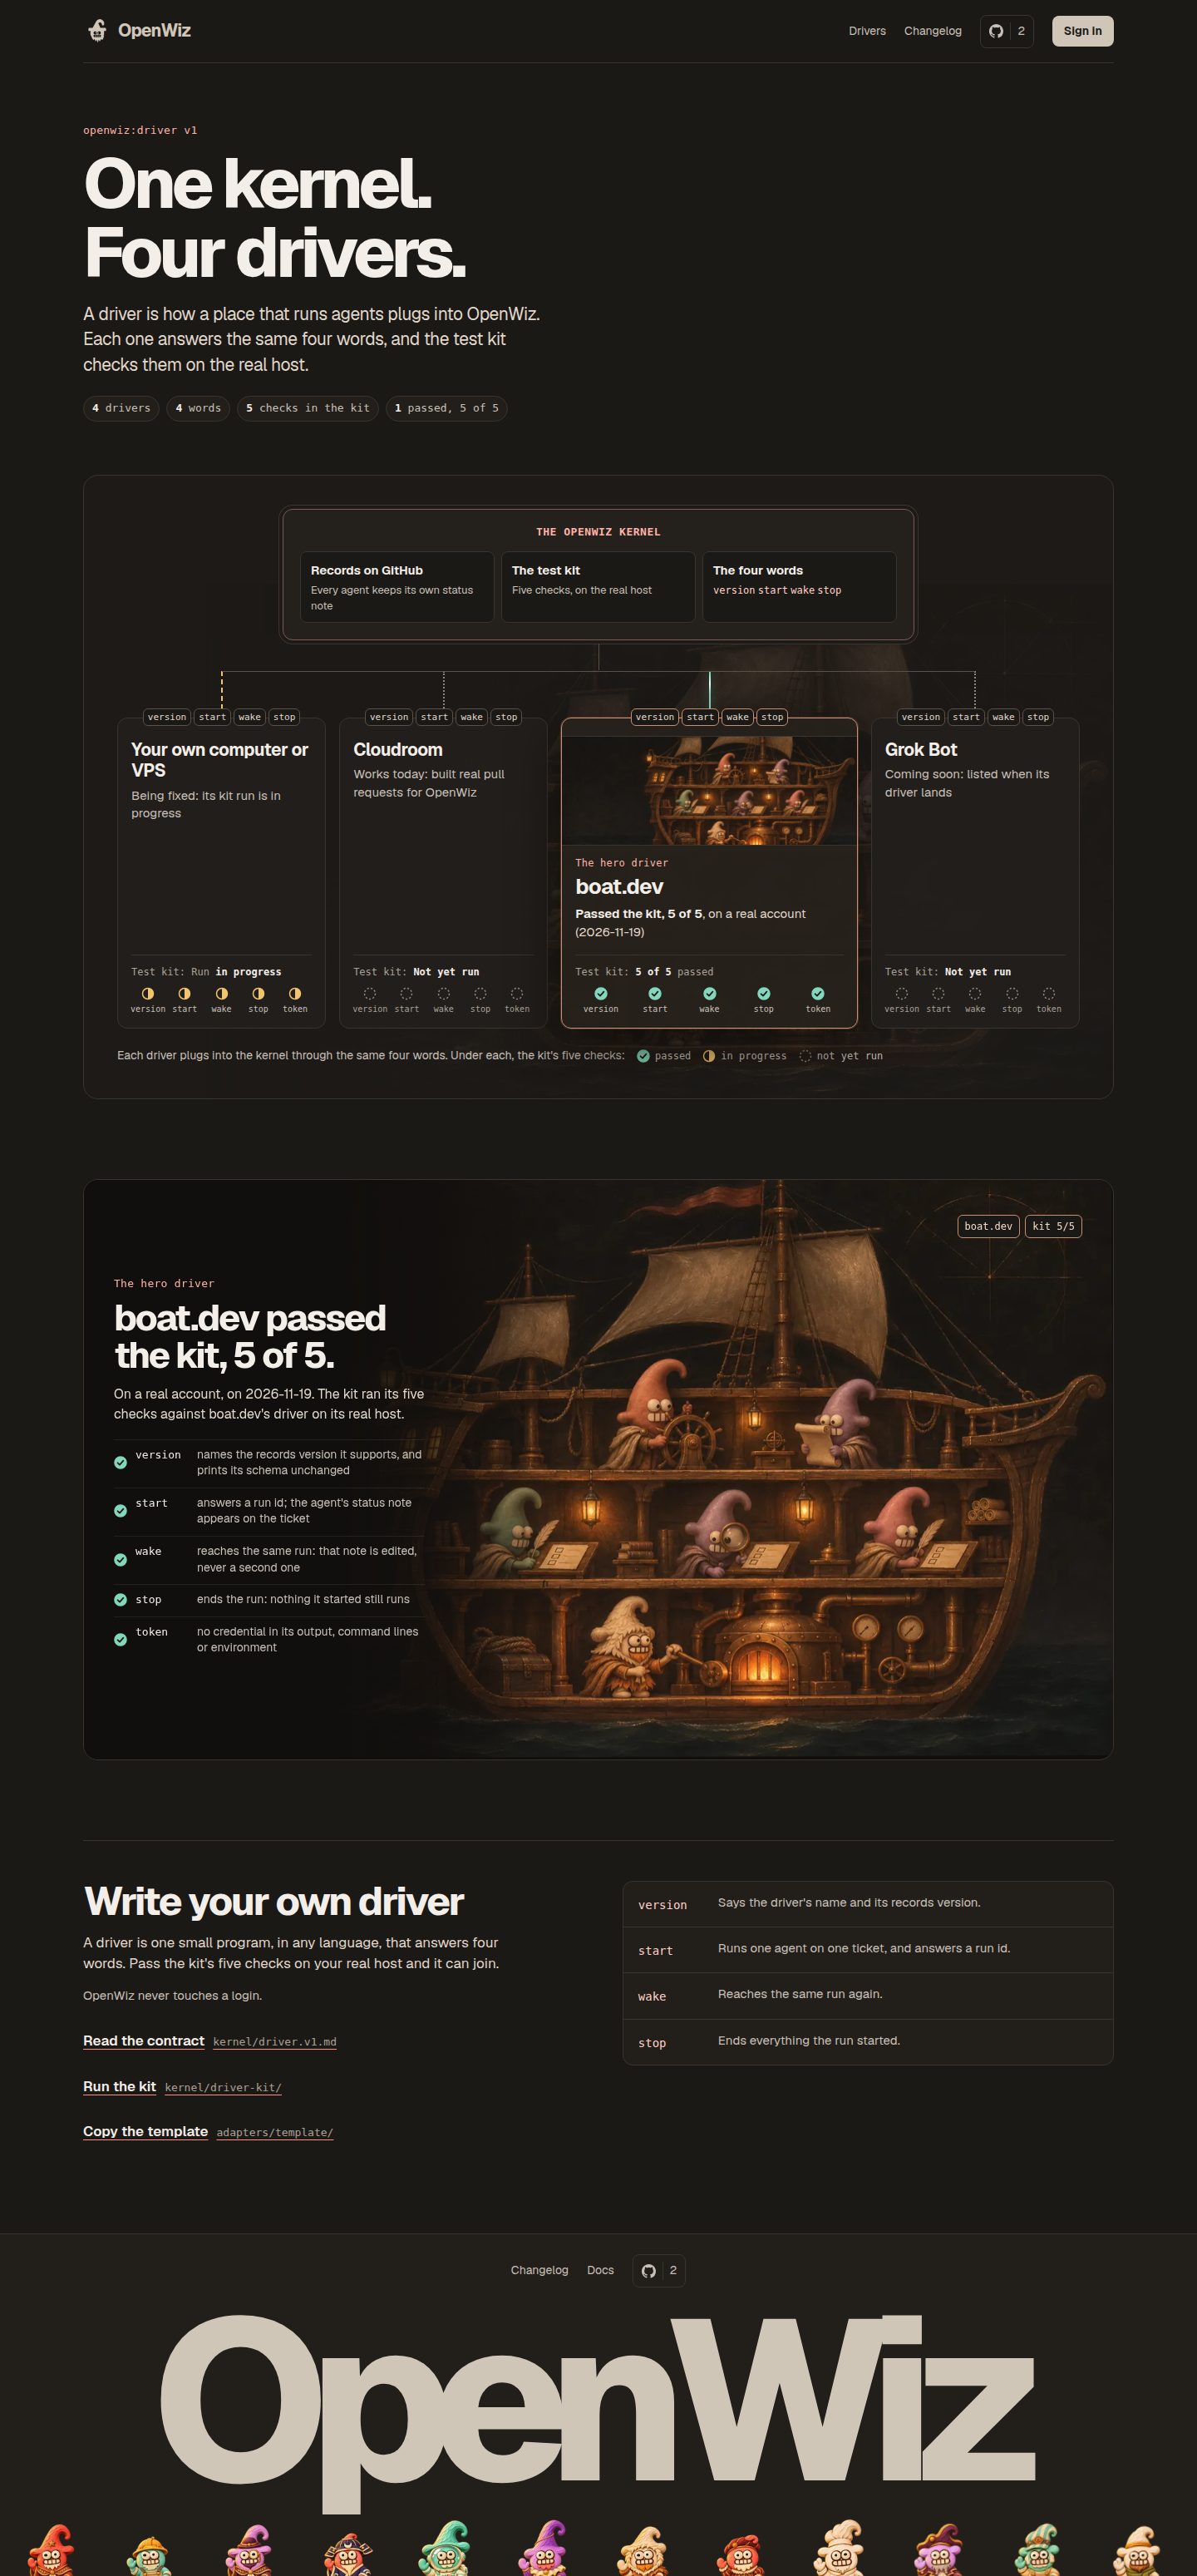 OpenWiz
Drivers
Changelog
2
Sign in
openwiz:driver v1
One kernel.
Four drivers.
A driver is how a place that runs agents plugs into OpenWiz.
Each one answers the same four words, and the test kit
checks them on the real host.
4 drivers
4 words
5 checks in the kit
1 passed, 5 of 5
THE OPENWIZ KERNEL
Records on GitHub
Every agent keeps its own status
note
The test kit
Five checks, on the real host
The four words
version start wake stop
version start wake stop
Your own computer or
VPS
Being fixed: its kit run is in
progress
Test kit: Run in progress
version start wake stop token
version start wake stop
Cloudroom
Works today: built real pull
requests for OpenWiz
Test kit: Not yet run
version start wake stop token
version start wake stop
The hero driver
boat.dev
Passed the kit, 5 of 5, on a real account
(2026-11-19)
Test kit: 5 of 5 passed
version start wake stop token
version start wake stop
Grok Bot
Coming soon: listed when its
driver lands
Test kit: Not yet run
version start wake stop token
Each driver plugs into the kernel through the same four words. Under each, the kit's five checks: passed in progress not yet run
boat.dev
kit 5/5
The hero driver
boat.dev passed
the kit, 5 of 5.
On a real account, on 2026-11-19. The kit ran its five
checks against boat.dev's driver on its real host.
version names the records version it supports, and
prints its schema unchanged
start answers a run id; the agent's status note
appears on the ticket
wake reaches the same run: that note is edited,
never a second one
stop ends the run: nothing it started still runs
token no credential in its output, command lines
or environment
Write your own driver
A driver is one small program, in any language, that answers four
words. Pass the kit's five checks on your real host and it can join.
OpenWiz never touches a login.
Read the contract kernel/driver.v1.md
Run the kit kernel/driver-kit/
Copy the template adapters/template/
version Says the driver's name and its records version.
start Runs one agent on one ticket, and answers a run id.
wake Reaches the same run again.
stop Ends everything the run started.
Changelog
Docs
2
OpenWiz